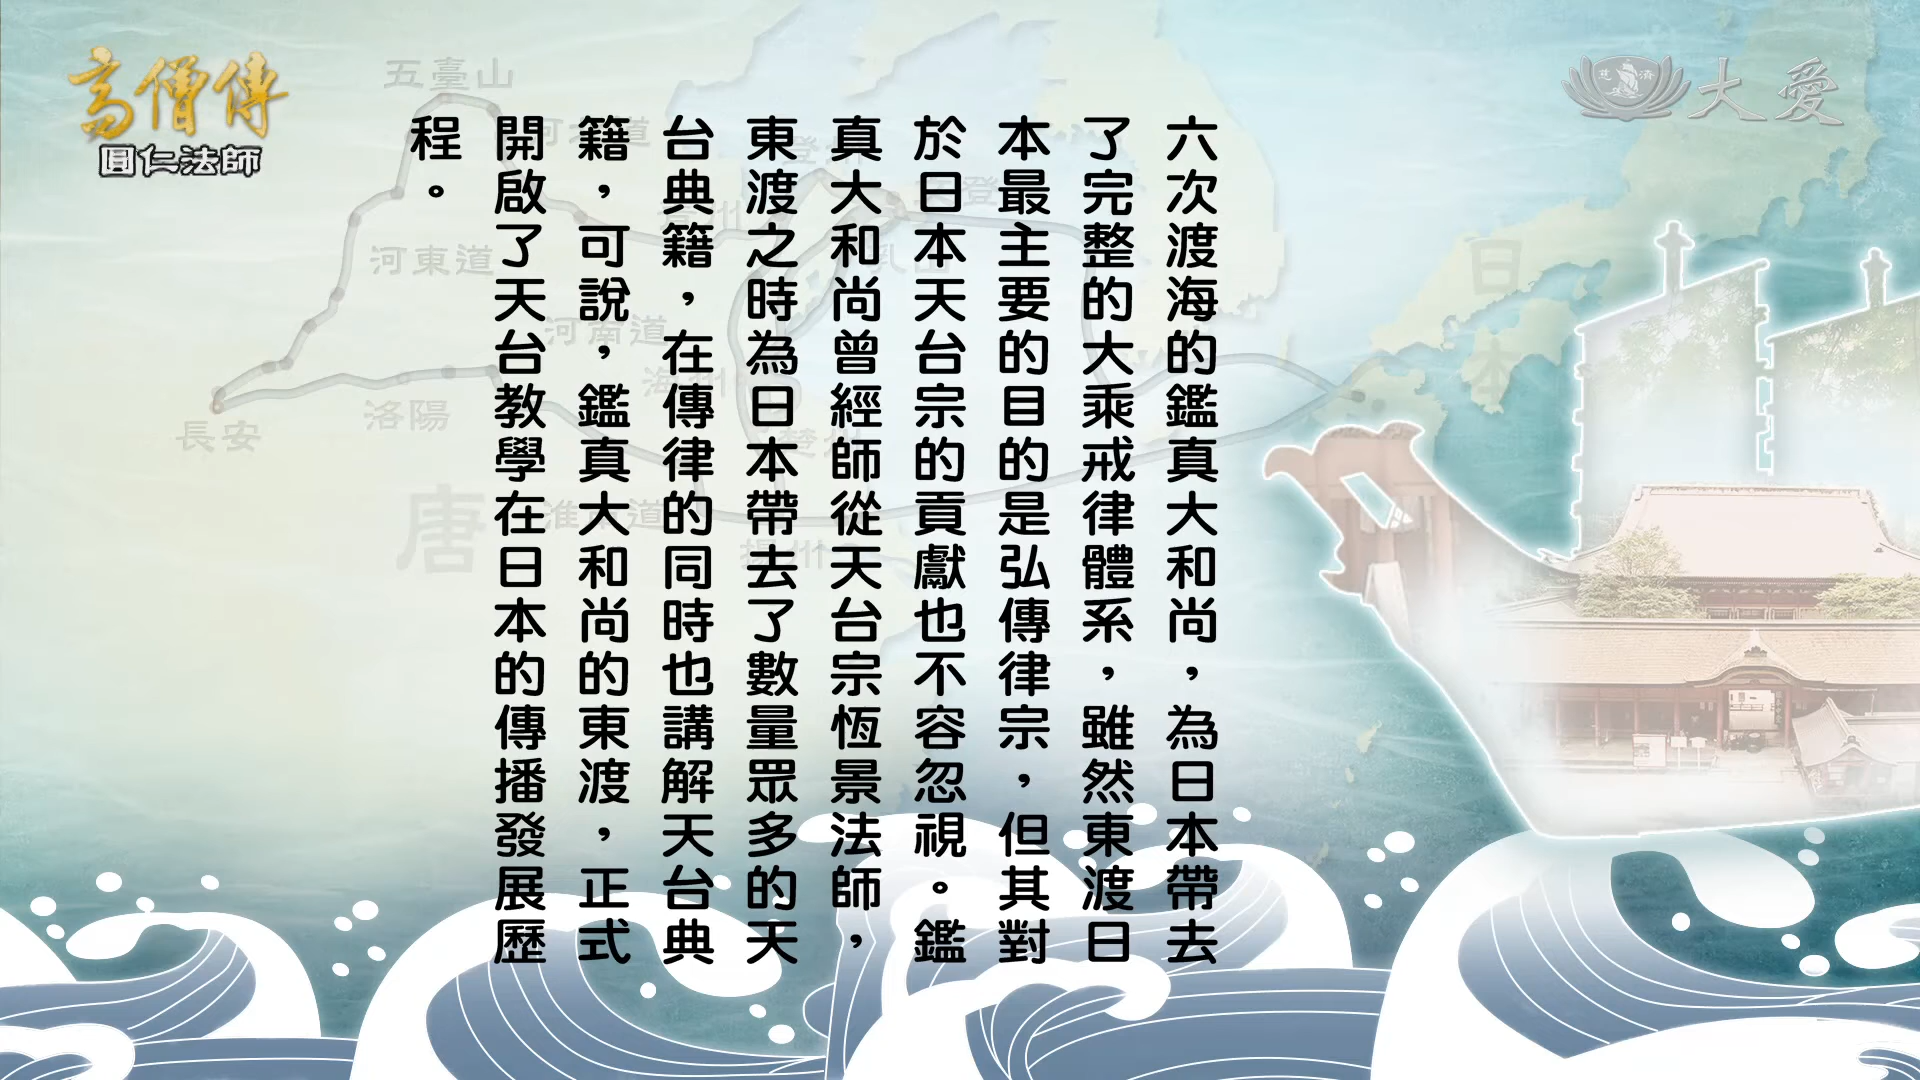 高僧傳
圓仁法師
大愛
慈濟
六次渡海的鑑真大和尚，為日本帶去
了完整的大乘戒律體系，雖然東渡日
本最主要的目的是弘傳律宗，但其對
於日本天台宗的貢獻也不容忽視。鑑
真大和尚曾經師從天台宗恆景法師，
東渡之時為日本帶去了數量眾多的天
台典籍，在傳律的同時也講解天台典
籍，可說，鑑真大和尚的東渡，正式
開啟了天台教學在日本的傳播發展歷
程。
五臺山
河東道
河南道
長安
洛陽
唐
淮南道
日本